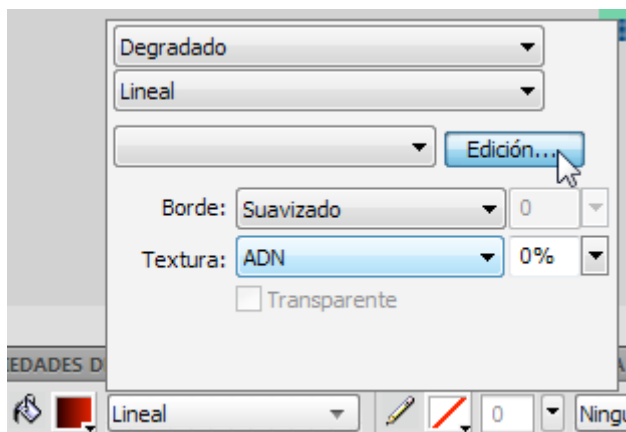 Degradado
Lineal
Edición...
Borde: Suavizado 0
Textura: ADN 0%
Transparente
EDADES D
Lineal 0 Ningu